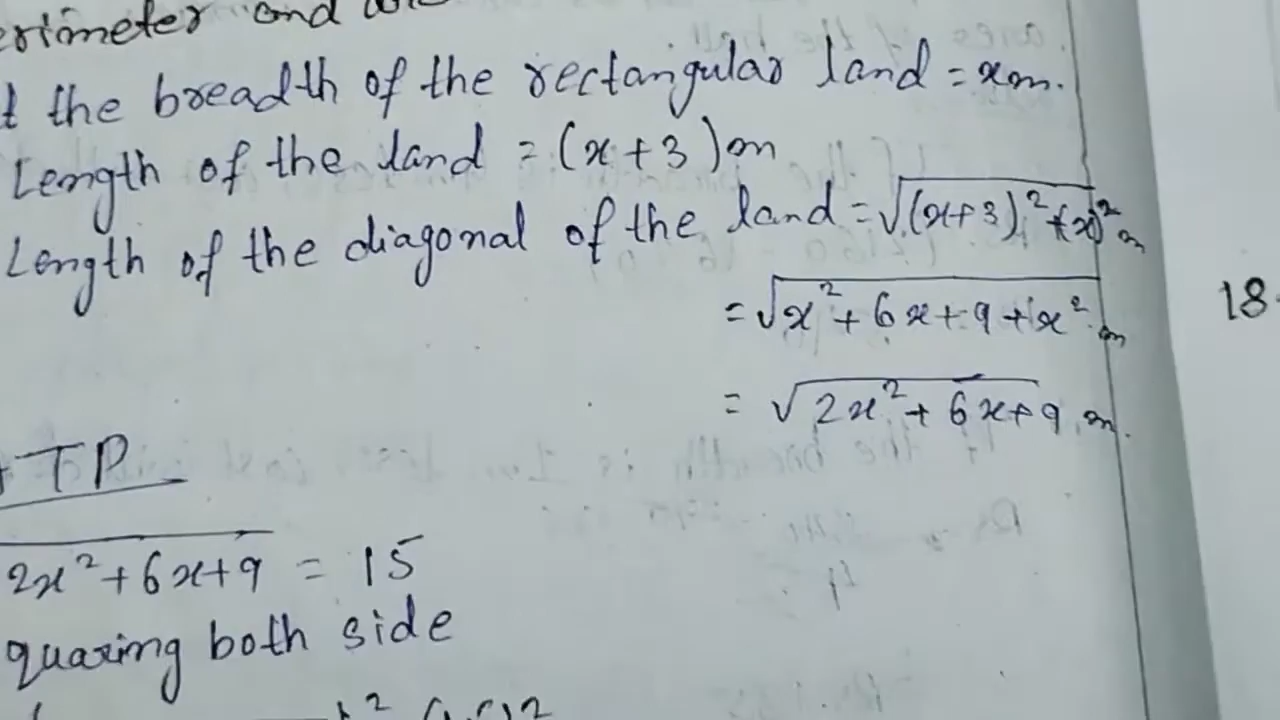 erimeter and
the breadth of the rectangular land = xm.
Length of the land = (x+3)m
Length of the diagonal of the land = √(x+3)²+(x)² m
= √x²+6x+9+x² m
= √2x²+6x+9 m.
18
TP
2x²+6x+9 = 15
quaring both side